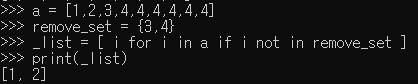 >>> a = [1,2,3,4,4,4,4,4,4]
>>> remove_set = {3,4}
>>> _list = [ i for i in a if i not in remove_set ]
>>> print(_list)
[1, 2]